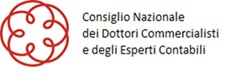 Consiglio Nazionale
dei Dottori Commercialisti
e degli Esperti Contabili